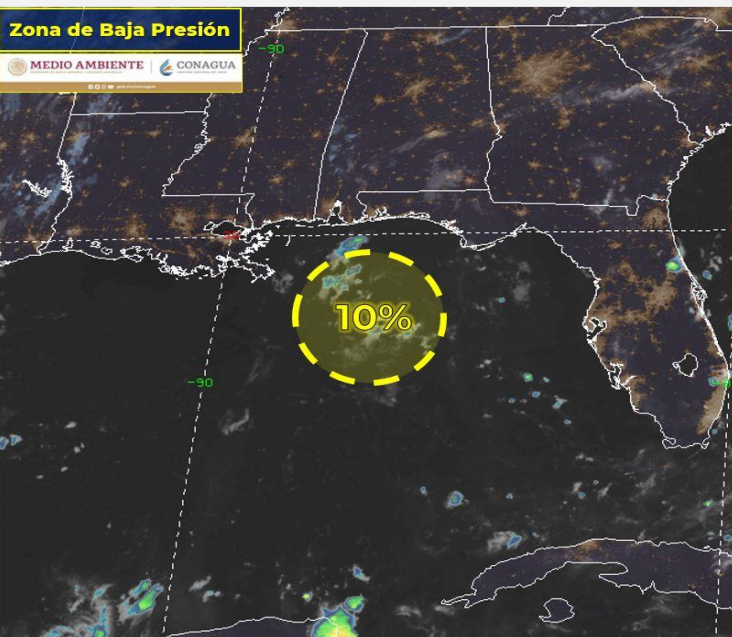 Zona de Baja Presión
MEDIO AMBIENTE
CONAGUA
-90
10%
-90